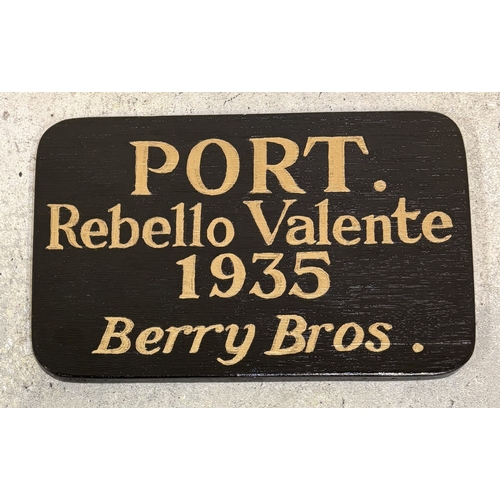 PORT.
Rebello Valente
1935
Berry Bros.